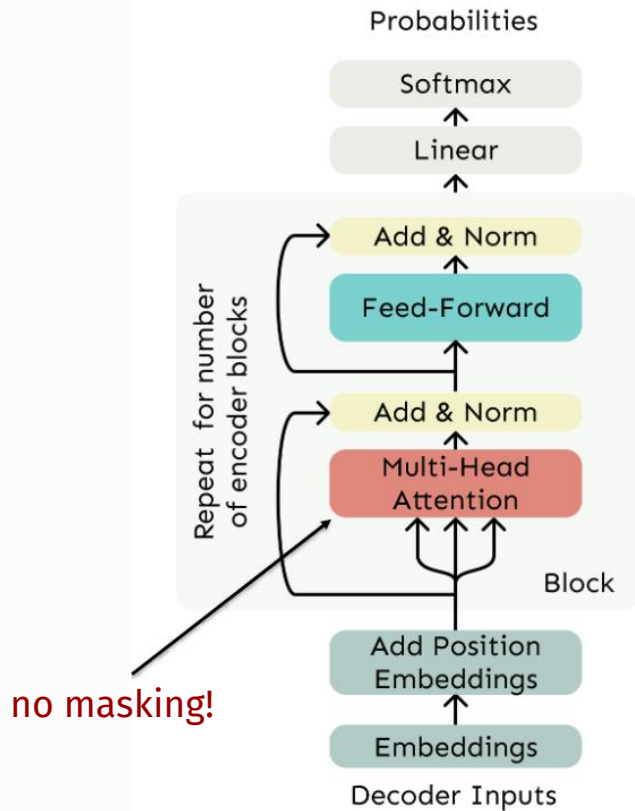 Probabilities
Softmax
Linear
Add & Norm
Feed-Forward
Repeat for number
of encoder blocks
Add & Norm
Multi-Head
Attention
Block
Add Position
Embeddings
no masking!
Embeddings
Decoder Inputs